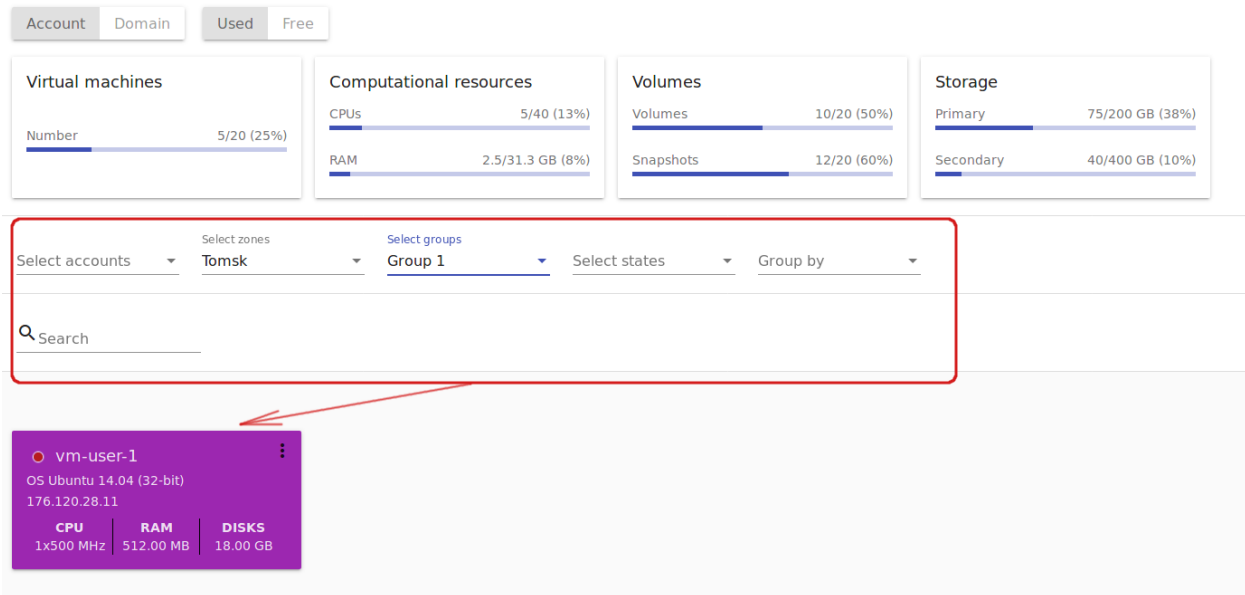 Account Domain Used Free
Virtual machines
Number 5/20 (25%)
Computational resources
CPUs 5/40 (13%)
RAM 2.5/31.3 GB (8%)
Volumes
Volumes 10/20 (50%)
Snapshots 12/20 (60%)
Storage
Primary 75/200 GB (38%)
Secondary 40/400 GB (10%)
Select accounts
Select zones
Tomsk
Select groups
Group 1
Select states
Group by
Search
vm-user-1
OS Ubuntu 14.04 (32-bit)
176.120.28.11
CPU RAM DISKS
1x500 MHz 512.00 MB 18.00 GB